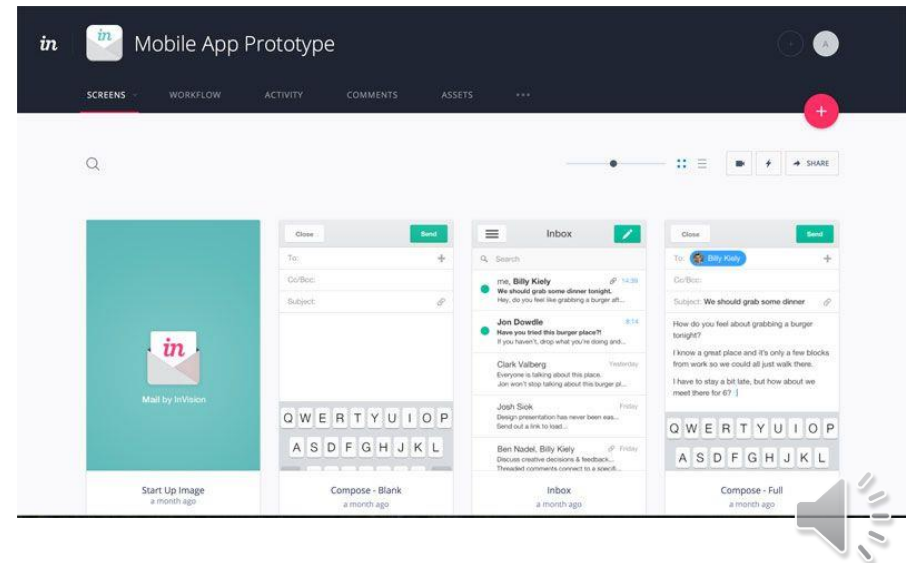 in
in
Mobile App Prototype
A
SCREENS
WORKFLOW
ACTIVITY
COMMENTS
ASSETS
SHARE
in
Mail by InVision
Start Up Image
a month ago
Close
Send
To:
Cc/Bcc:
Subject:
Q W E R T Y U I O P
A S D F G H J K L
Compose - Blank
a month ago
Inbox
Search
me, Billy Kiely 14:39
We should grab some dinner tonight.
Hey, do you feel like grabbing a burger aft...
Jon Dowdle 8:14
Have you tried this burger place?!
If you haven't, drop what you're doing and...
Clark Valberg Yesterday
Everyone is talking about this place.
Jon won't stop talking about this burger pl...
Josh Siok Friday
Design presentation has never been eas...
Send out a link to load...
Ben Nadel, Billy Kiely Friday
Discuss creative decisions & feedback...
Threaded comments connect to a specifi...
Inbox
a month ago
Close
Send
To: Billy Kiely
Cc/Bcc:
Subject: We should grab some dinner
How do you feel about grabbing a burger
tonight?
I know a great place and it's only a few blocks
from work so we could all just walk there.
I have to stay a bit late, but how about we
meet there for 6? :)
Q W E R T Y U I O P
A S D F G H J K L
Compose - Full
a month ago